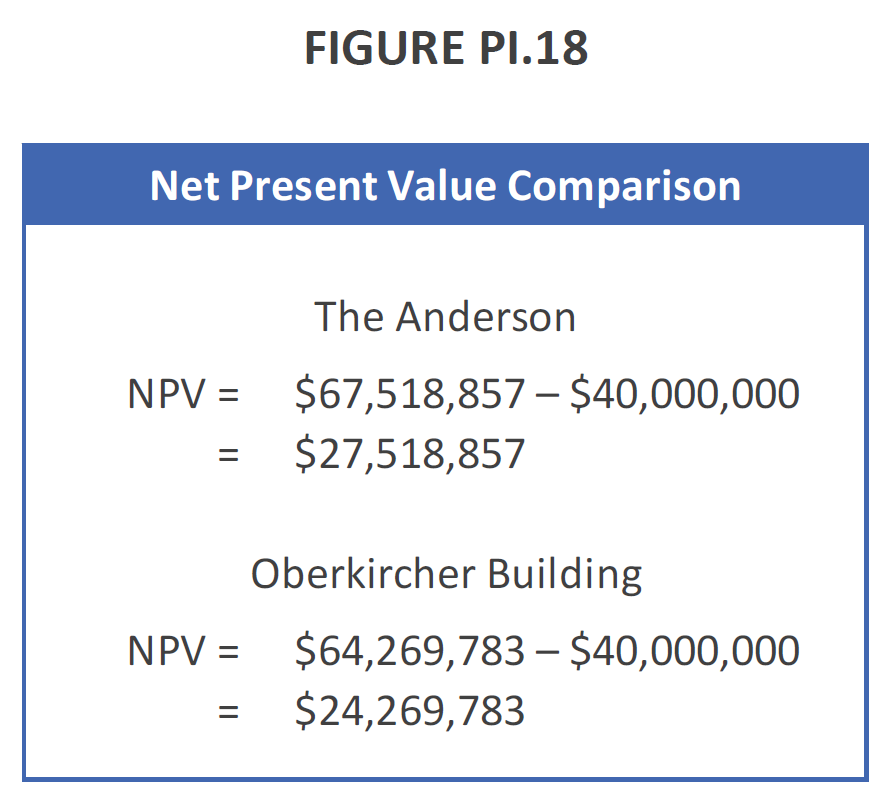 FIGURE PI.18
Net Present Value Comparison
The Anderson
NPV = $67,518,857 – $40,000,000
= $27,518,857
Oberkircher Building
NPV = $64,269,783 – $40,000,000
= $24,269,783